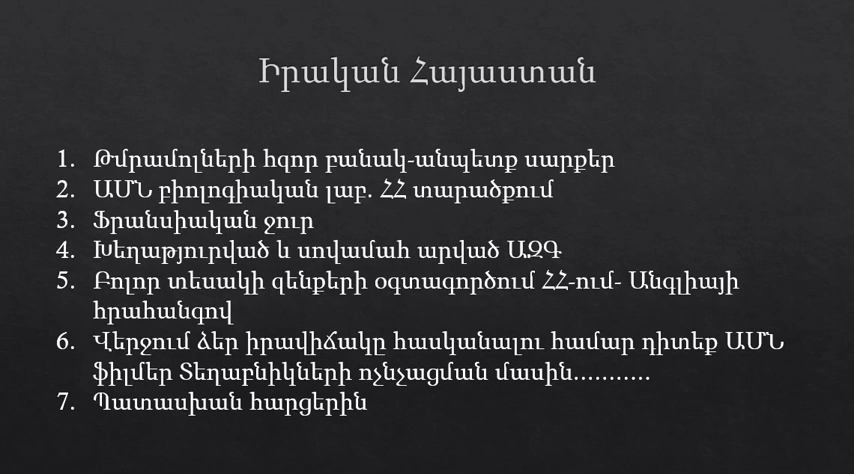 Իրական Հայաստան
1. Թմրամոլների հզոր բանակ-անպետք սարքեր
2. ԱՄՆ բիոլոգիական լաբ. ՀՀ տարածքում
3. Ֆրանսիական ջուր
4. Խեղաթյուրված և սովամահ արված ԱԶԳ
5. Բոլոր տեսակի զենքերի օգտագործում ՀՀ-ում- Անգլիայի
հրահանգով
6. Վերջում ձեր իրավիճակը հասկանալու համար դիտեք ԱՄՆ
ֆիլմեր Տեղաբնիկների ոչնչացման մասին...........
7. Պատասխան հարցերին